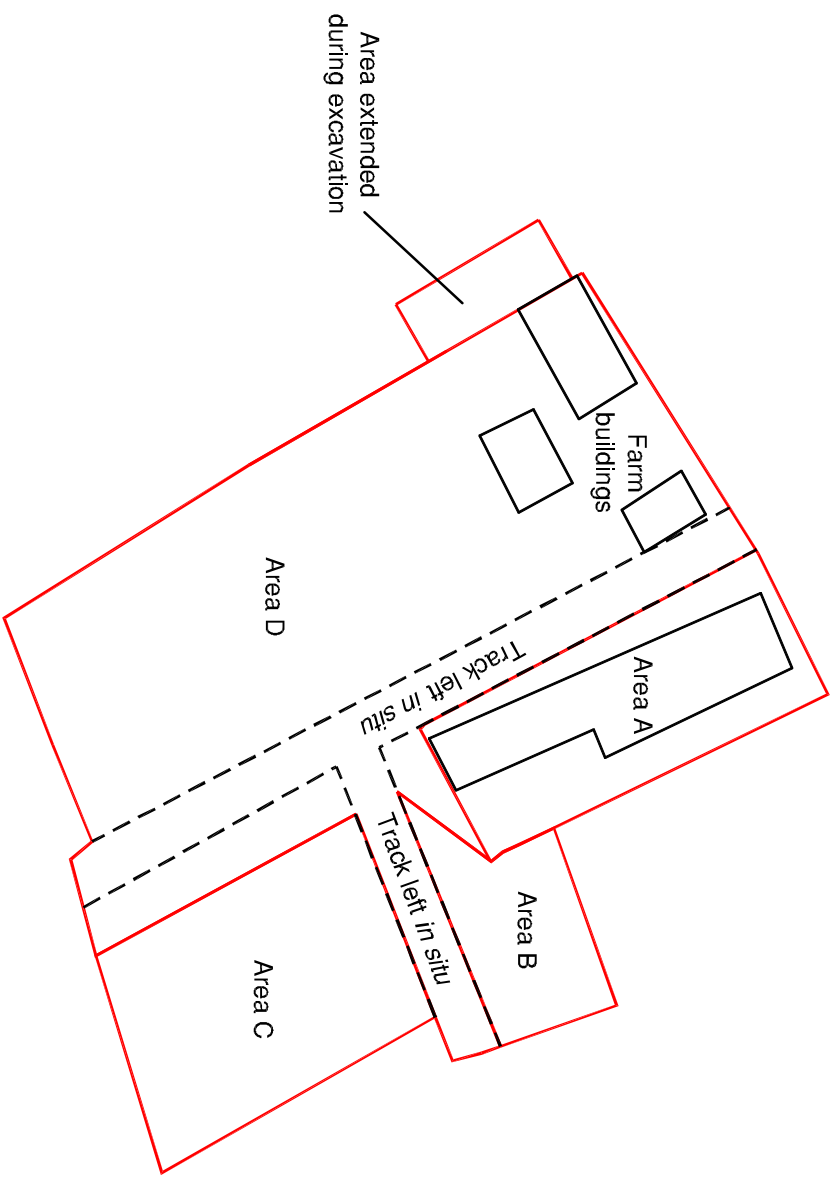 Area extended
during excavation
Farm
buildings
Area D
Track left in situ
Area A
Track left in situ
Area B
Area C